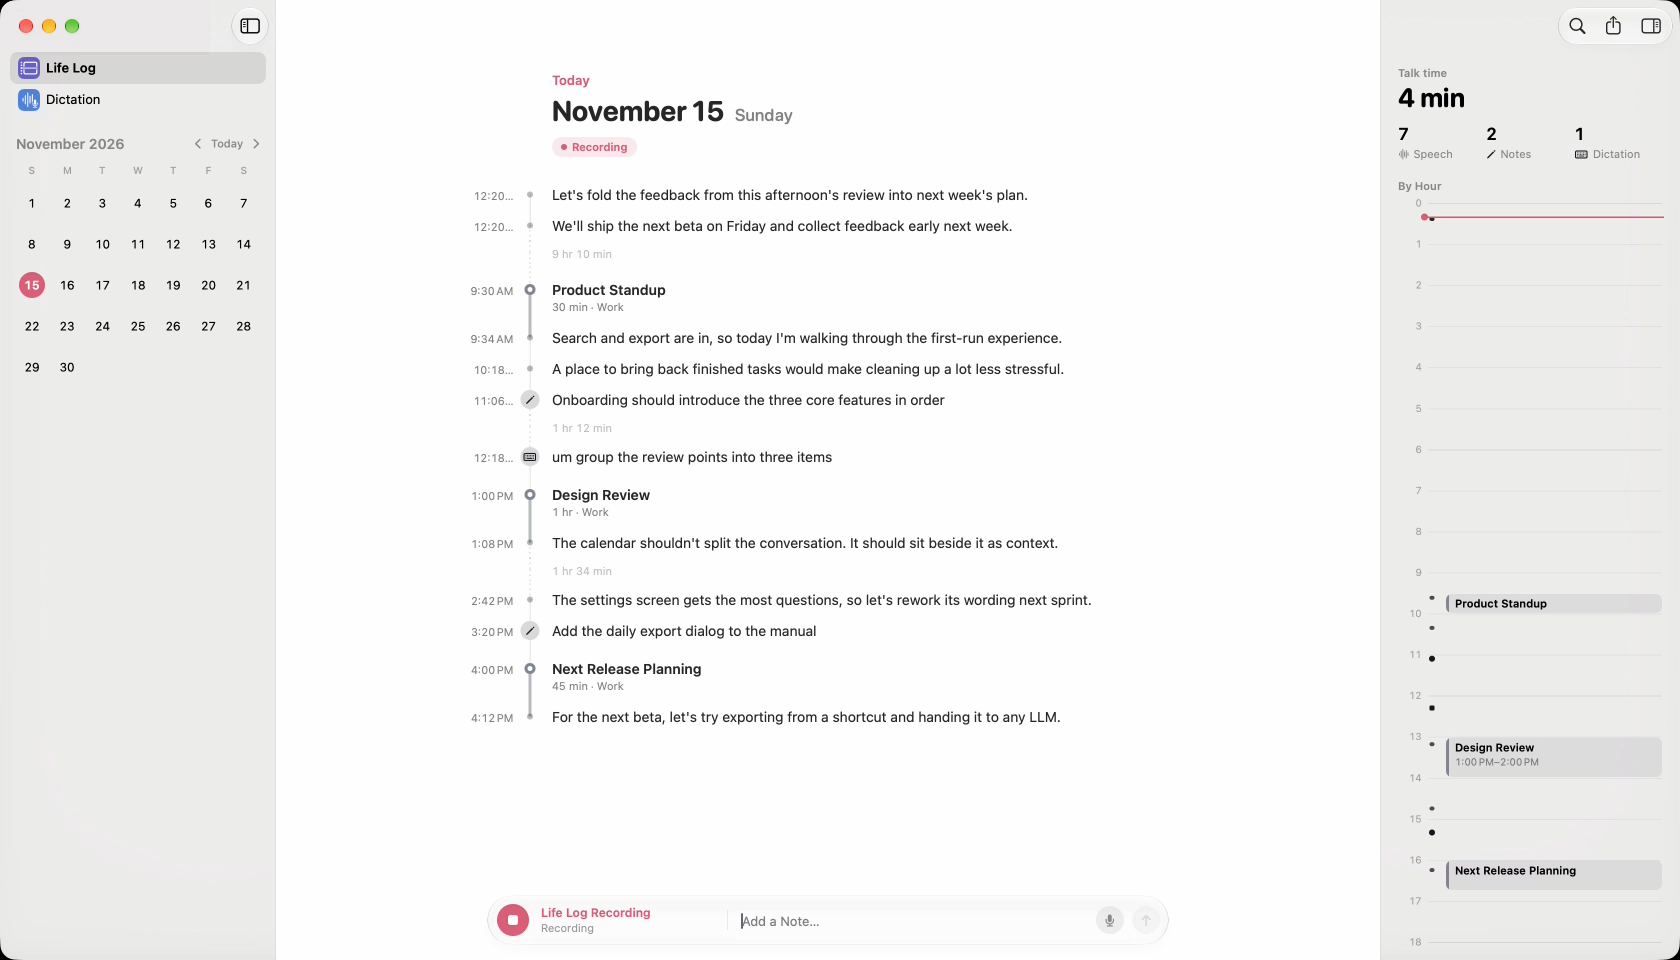 Life Log
Dictation
November 2026
Today
S M T W T F S
1 2 3 4 5 6 7
8 9 10 11 12 13 14
15 16 17 18 19 20 21
22 23 24 25 26 27 28
29 30
Today
November 15 Sunday
Recording
12:20... Let's fold the feedback from this afternoon's review into next week's plan.
12:20... We'll ship the next beta on Friday and collect feedback early next week.
9 hr 10 min
9:30 AM Product Standup
30 min · Work
9:34 AM Search and export are in, so today I'm walking through the first-run experience.
10:18... A place to bring back finished tasks would make cleaning up a lot less stressful.
11:06... Onboarding should introduce the three core features in order
1 hr 12 min
12:18... um group the review points into three items
1:00 PM Design Review
1 hr · Work
1:08 PM The calendar shouldn't split the conversation. It should sit beside it as context.
1 hr 34 min
2:42 PM The settings screen gets the most questions, so let's rework its wording next sprint.
3:20 PM Add the daily export dialog to the manual
4:00 PM Next Release Planning
45 min · Work
4:12 PM For the next beta, let's try exporting from a shortcut and handing it to any LLM.
Life Log Recording
Recording
Add a Note...
Talk time
4 min
7 2 1
Speech Notes Dictation
By Hour
0
1
2
3
4
5
6
7
8
9
Product Standup
10
11
12
13
Design Review
1:00 PM–2:00 PM
14
15
16
Next Release Planning
17
18